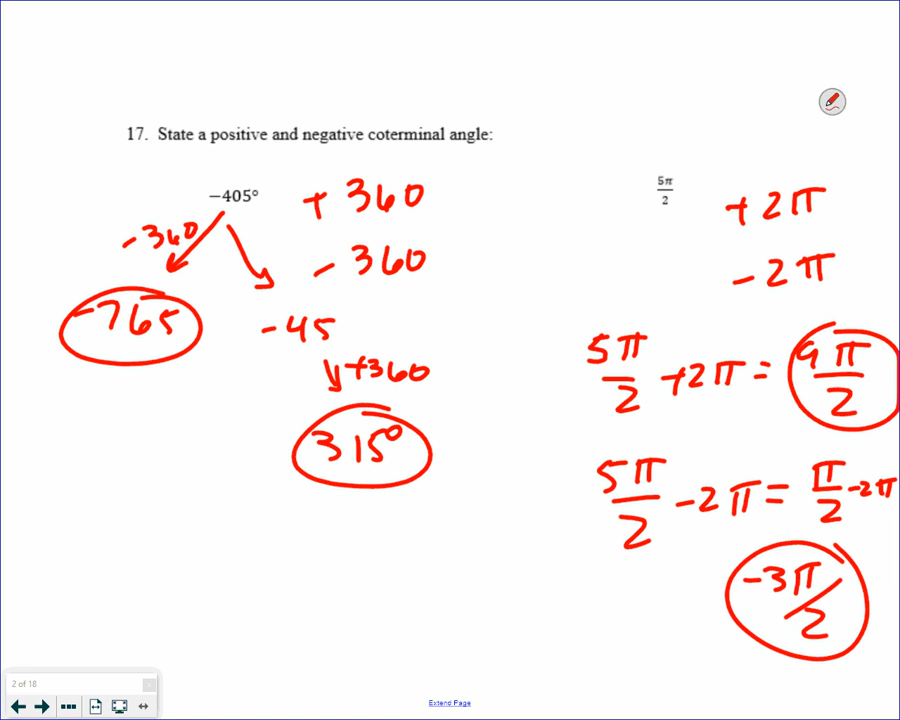 17. State a positive and negative coterminal angle:
−405°
+ 360
- 360
-360
-765
-45
+360
315°
5π/2
+2π
-2π
5π/2 +2π = 9π/2
5π/2 -2π = π/2 -2π
-3π/2
2 of 18
Extend Page